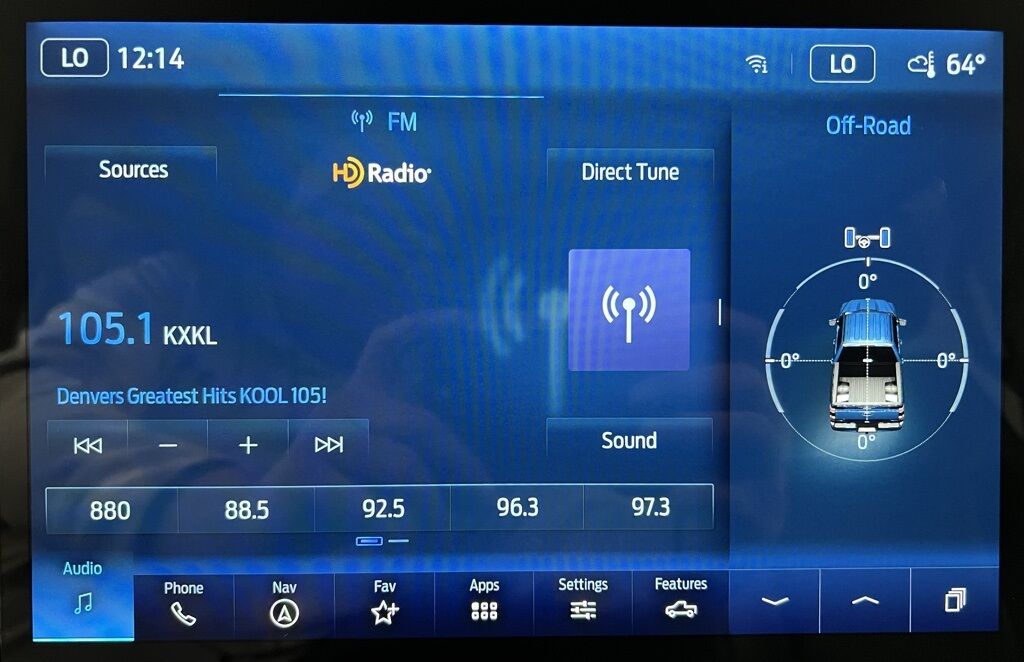 LO 12:14 LO 64°
FM
Off-Road
Sources
HD Radio
Direct Tune
0°
105.1 KXKL
0° 0°
Denvers Greatest Hits KOOL 105!
Sound
0°
880 88.5 92.5 96.3 97.3
Audio
Phone Nav Fav Apps Settings Features